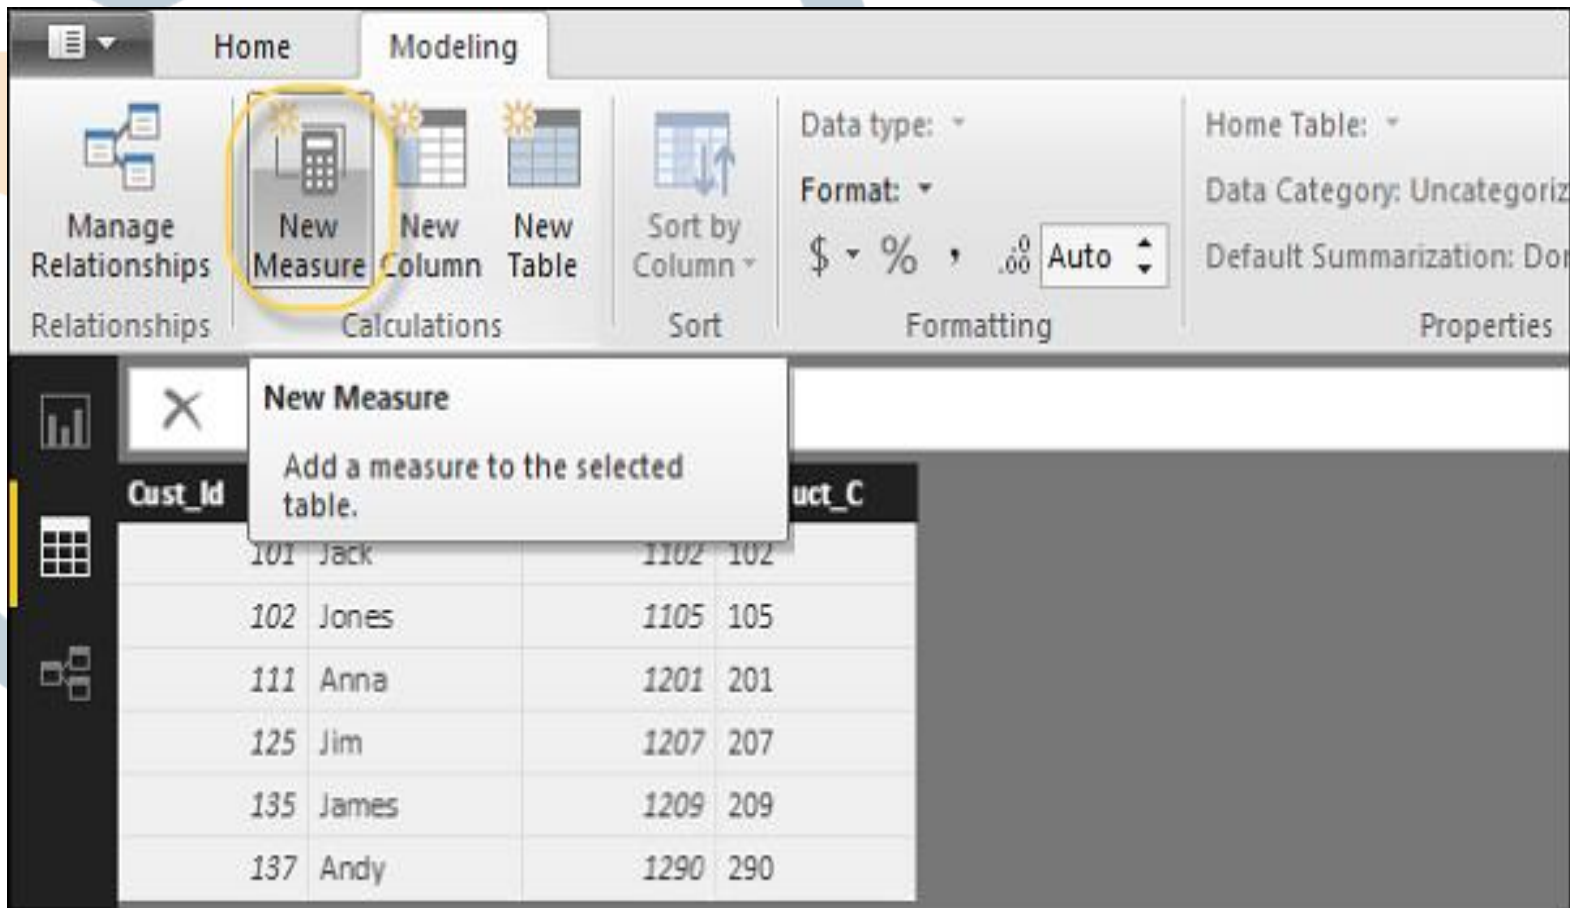 Home Modeling
Manage Relationships
New Measure
New Column
New Table
Sort by Column
Data type:
Format:
$ % , .0 .00 Auto
Home Table:
Data Category: Uncategoriz
Default Summarization: Don
Relationships Calculations Sort Formatting Properties
New Measure
Add a measure to the selected
table.
Cust_Id uct_C
101 Jack 1102 102
102 Jones 1105 105
111 Anna 1201 201
125 Jim 1207 207
135 James 1209 209
137 Andy 1290 290